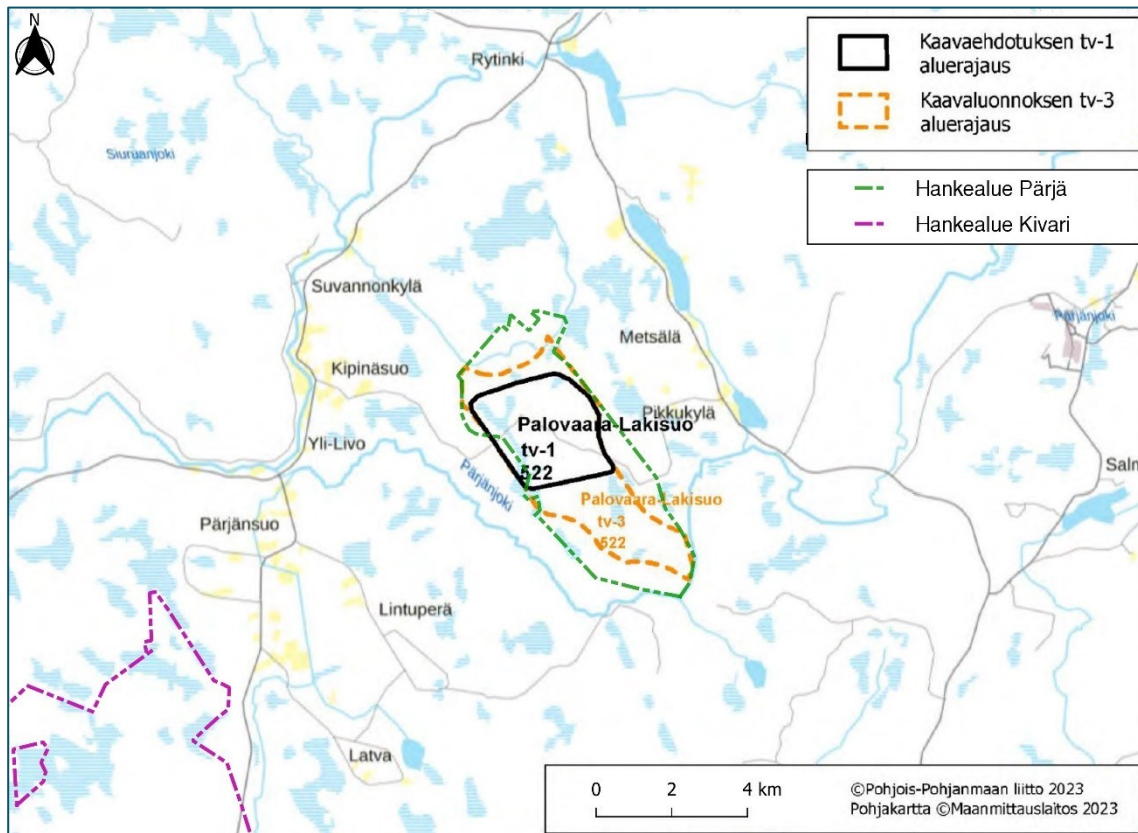 N
Rytinki
Siuruanjoki
Kaavaehdotuksen tv-1
aluerajaus
Kaavaluonnoksen tv-3
aluerajaus
Hankealue Pärjä
Hankealue Kivari
Suvannonkylä
Metsälä
Pärjänjoki
Kipinäsuo
Pikkukylä
Palovaara-Lakisuo
tv-1
522
Yli-Livo
Pärjänjoki
Salm
Palovaara-Lakisuo
tv-3
522
Pärjänsuo
Lintuperä
Latva
0 2 4 km
©Pohjois-Pohjanmaan liitto 2023
Pohjakartta ©Maanmittauslaitos 2023